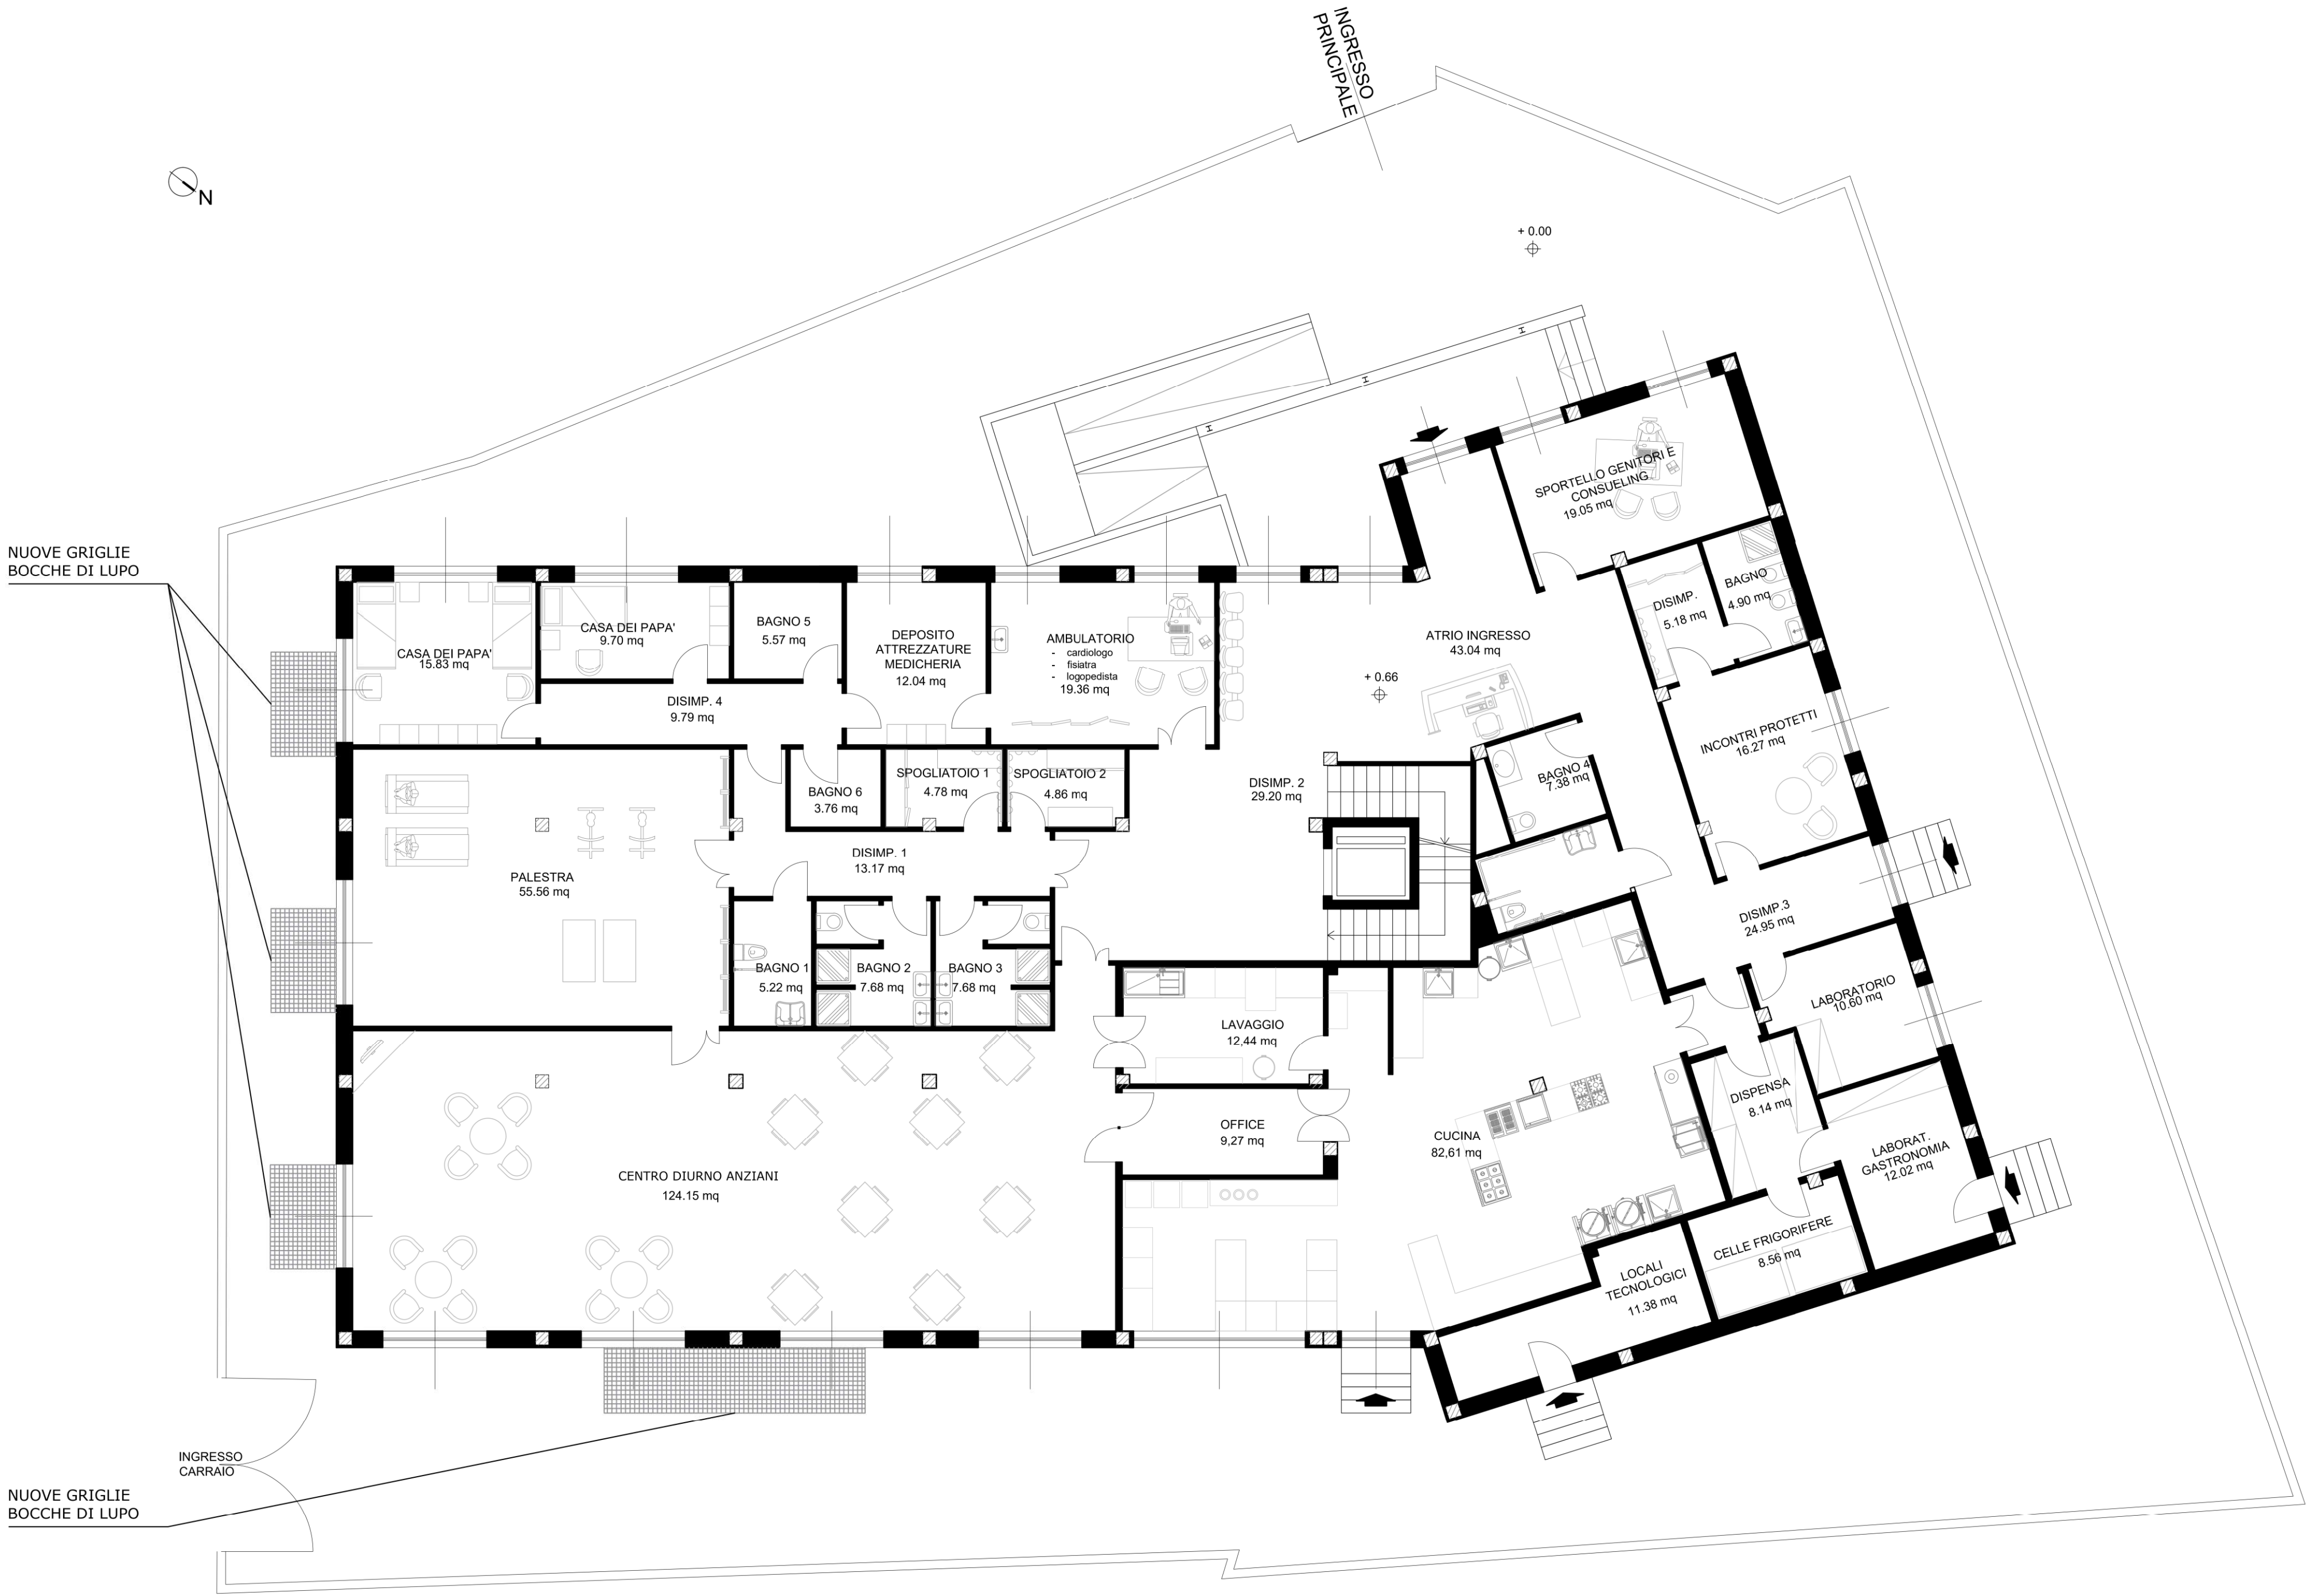 INGRESSO
PRINCIPALE
N
+ 0.00
NUOVE GRIGLIE
BOCCHE DI LUPO
CASA DEI PAPA'
15.83 mq
CASA DEI PAPA'
9.70 mq
BAGNO 5
5.57 mq
DEPOSITO
ATTREZZATURE
MEDICHERIA
12.04 mq
AMBULATORIO
- cardiologo
- fisiatra
- logopedista
19.36 mq
ATRIO INGRESSO
43.04 mq
+ 0.66
SPORTELLO GENITORI E
CONSUELING
19.05 mq
H
H
H
DISIMP.
5.18 mq
BAGNO
4.90 mq
INCONTRI PROTETTI
16.27 mq
DISIMP. 4
9.79 mq
BAGNO 6
3.76 mq
SPOGLIATOIO 1
4.78 mq
SPOGLIATOIO 2
4.86 mq
DISIMP. 2
29.20 mq
BAGNO 4
7.38 mq
PALESTRA
55.56 mq
DISIMP. 1
13.17 mq
DISIMP.3
24.95 mq
BAGNO 1
5.22 mq
BAGNO 2
7.68 mq
BAGNO 3
7.68 mq
LABORATORIO
10.60 mq
LAVAGGIO
12,44 mq
DISPENSA
8.14 mq
OFFICE
9,27 mq
CUCINA
82,61 mq
LABORAT.
GASTRONOMIA
12.02 mq
CENTRO DIURNO ANZIANI
124.15 mq
CELLE FRIGORIFERE
8.56 mq
LOCALI
TECNOLOGICI
11.38 mq
INGRESSO
CARRAIO
NUOVE GRIGLIE
BOCCHE DI LUPO